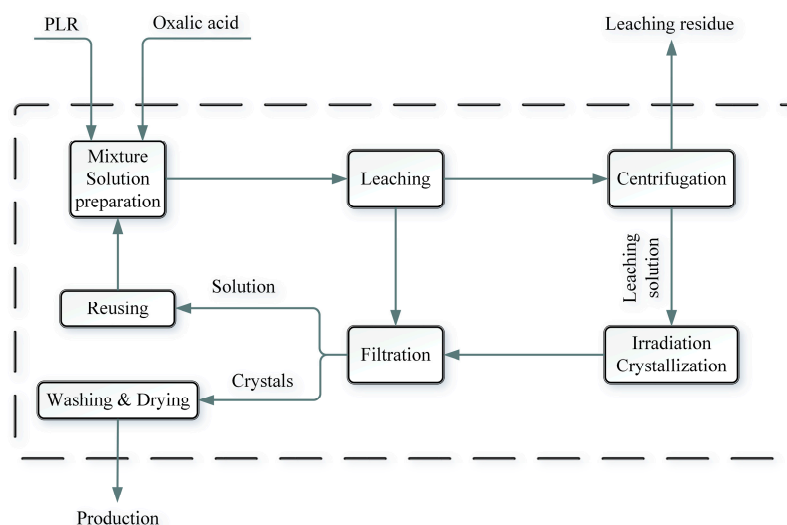 PLR
Oxalic acid
Leaching residue
Mixture
Solution
preparation
Leaching
Centrifugation
Leaching
solution
Reusing
Solution
Filtration
Irradiation
Crystallization
Crystals
Washing & Drying
Production